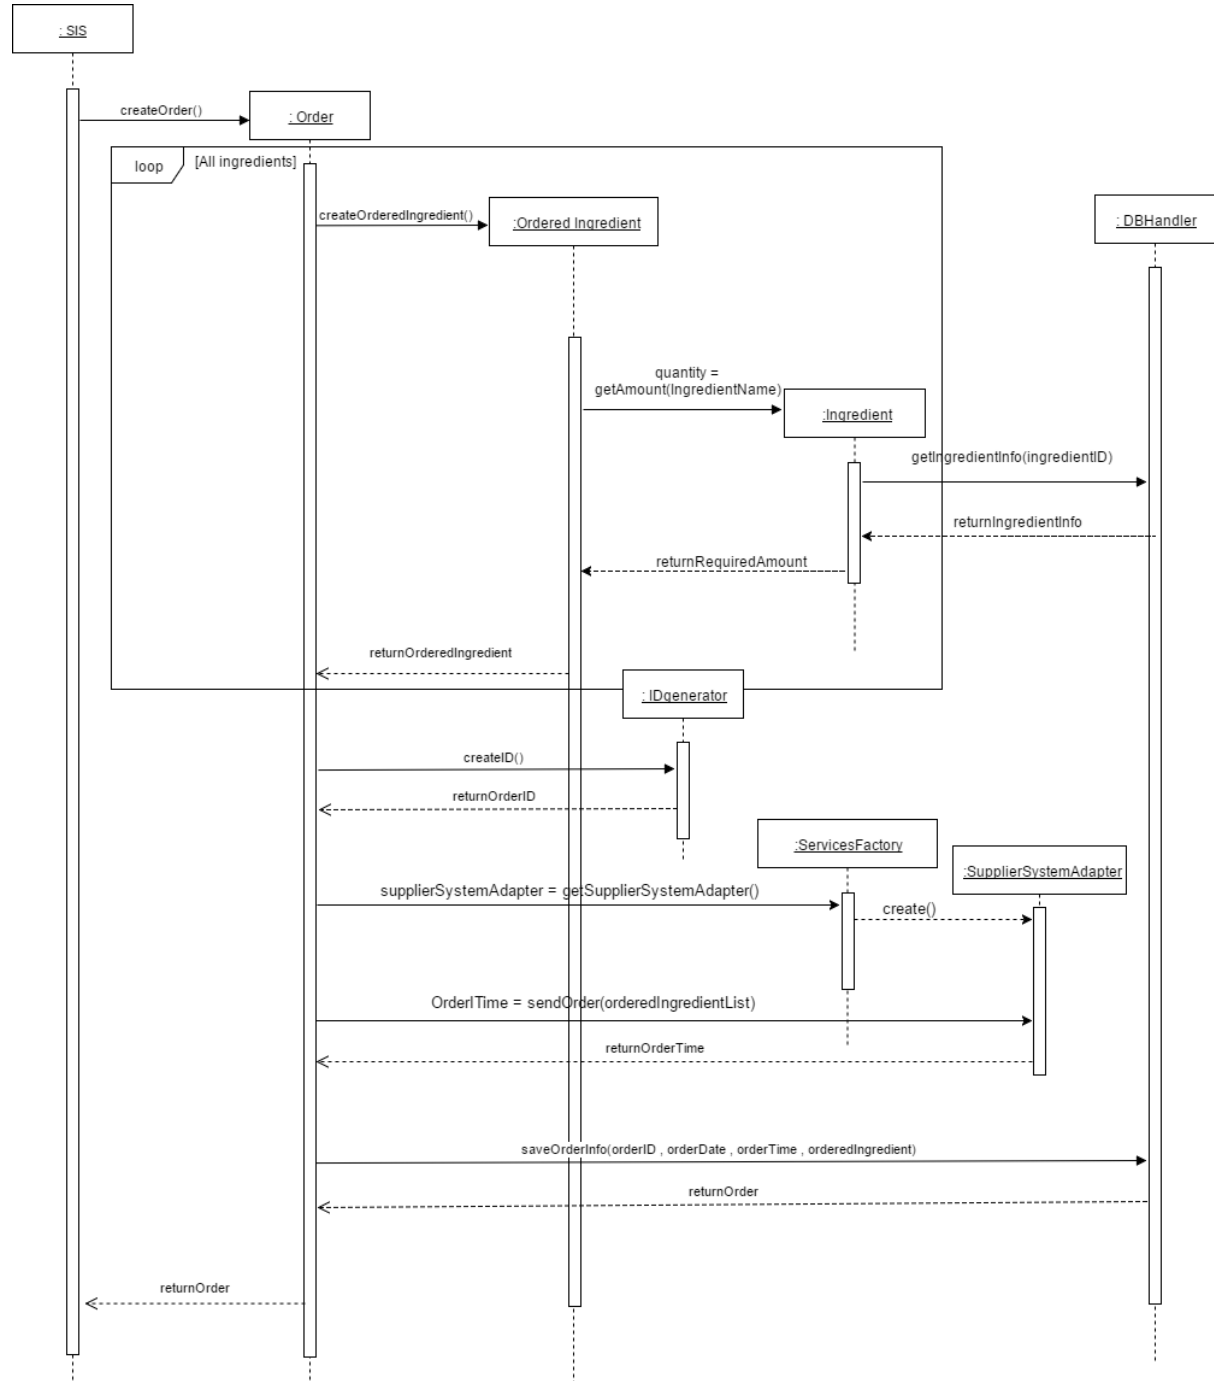 : SIS
createOrder()
: Order
loop
[All ingredients]
createOrderedIngredient()
:Ordered Ingredient
: DBHandler
quantity =
getAmount(IngredientName)
:Ingredient
getIngredientInfo(ingredientID)
returnIngredientInfo
returnRequiredAmount
returnOrderedIngredient
: IDgenerator
createID()
returnOrderID
:ServicesFactory
:SupplierSystemAdapter
supplierSystemAdapter = getSupplierSystemAdapter()
create()
OrderITime = sendOrder(orderedIngredientList)
returnOrderTime
saveOrderInfo(orderID , orderDate , orderTime , orderedIngredient)
returnOrder
returnOrder